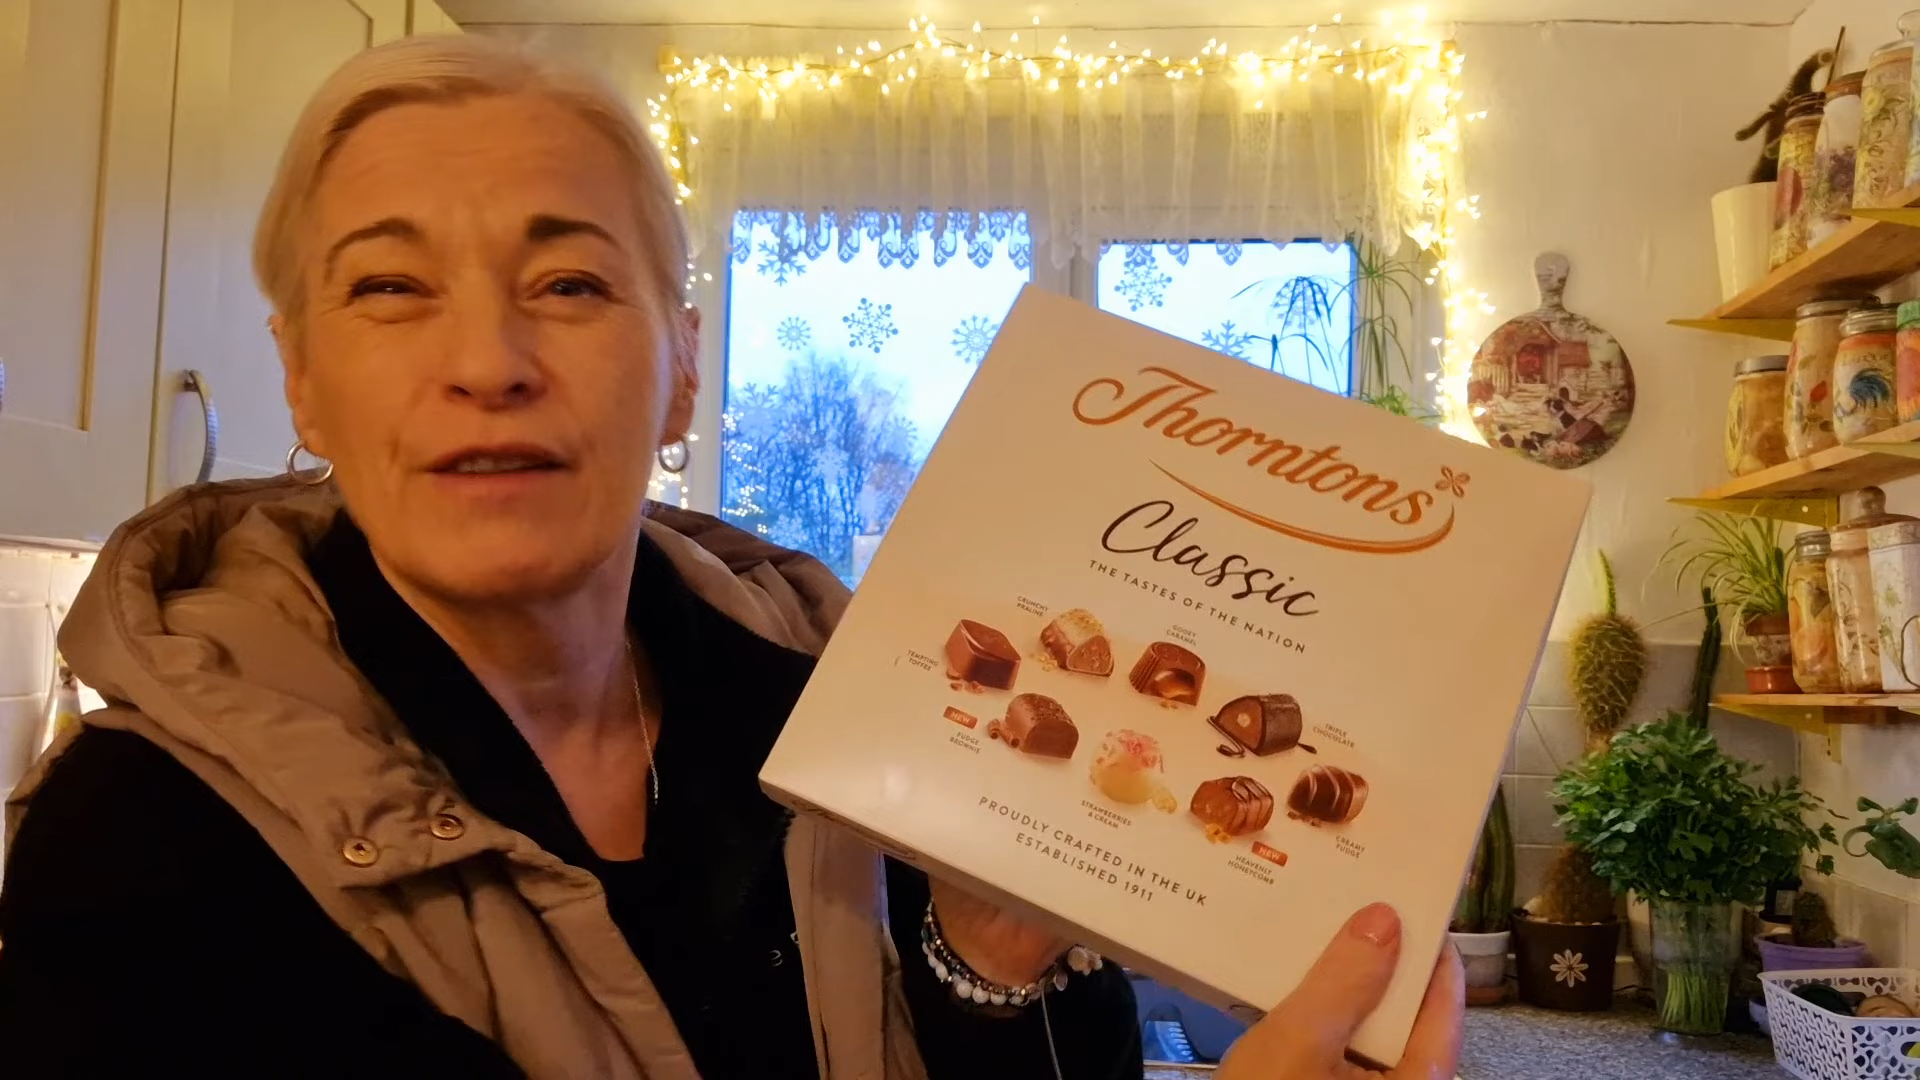 Thorntons
Classic
THE TASTES OF THE NATION
CRUNCHY
PRALINE
GOOEY
CARAMEL
TEMPTING
TOFFEE
TRIPLE
CHOCOLATE
NEW
FUDGE
BROWNIE
STRAWBERRIES
& CREAM
NEW
HEAVENLY
HONEYCOMB
CREAMY
FUDGE
PROUDLY CRAFTED IN THE UK
ESTABLISHED 1911